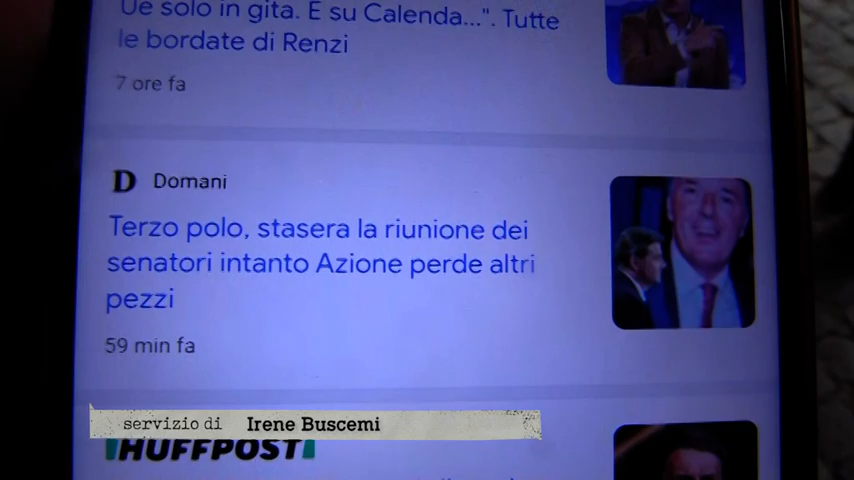 Ue solo in gita. E su Calenda...". Tutte
le bordate di Renzi
7 ore fa
D Domani
Terzo polo, stasera la riunione dei
senatori intanto Azione perde altri
pezzi
59 min fa
servizio di Irene Buscemi
HUFFPOST